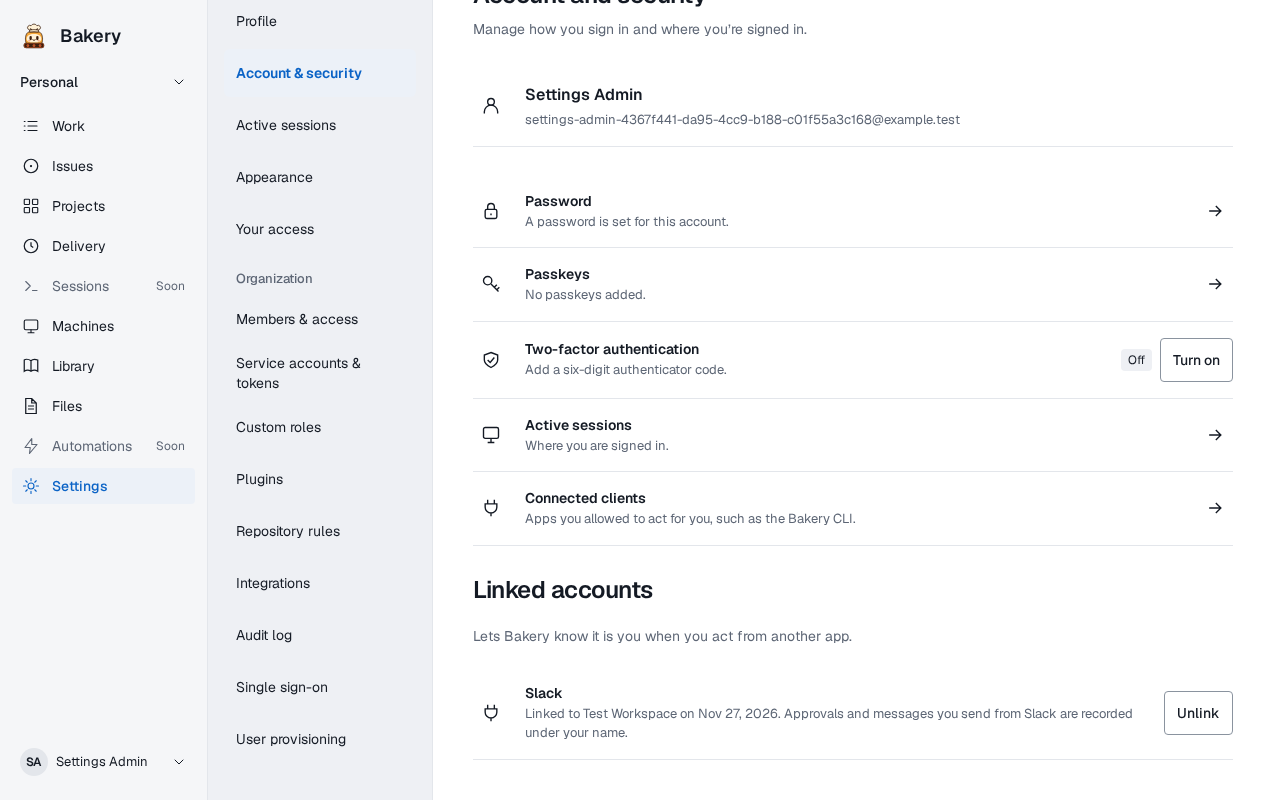 Bakery
Personal
Work
Issues
Projects
Delivery
Sessions Soon
Machines
Library
Files
Automations Soon
Settings
SA Settings Admin
Profile
Account & security
Active sessions
Appearance
Your access
Organization
Members & access
Service accounts &
tokens
Custom roles
Plugins
Repository rules
Integrations
Audit log
Single sign-on
User provisioning
Account and security
Manage how you sign in and where you're signed in.
Settings Admin
settings-admin-4367f441-da95-4cc9-b188-c01f55a3c168@example.test
Password
A password is set for this account.
Passkeys
No passkeys added.
Two-factor authentication
Add a six-digit authenticator code.
Off Turn on
Active sessions
Where you are signed in.
Connected clients
Apps you allowed to act for you, such as the Bakery CLI.
Linked accounts
Lets Bakery know it is you when you act from another app.
Slack
Linked to Test Workspace on Nov 27, 2026. Approvals and messages you send from Slack are recorded
under your name.
Unlink